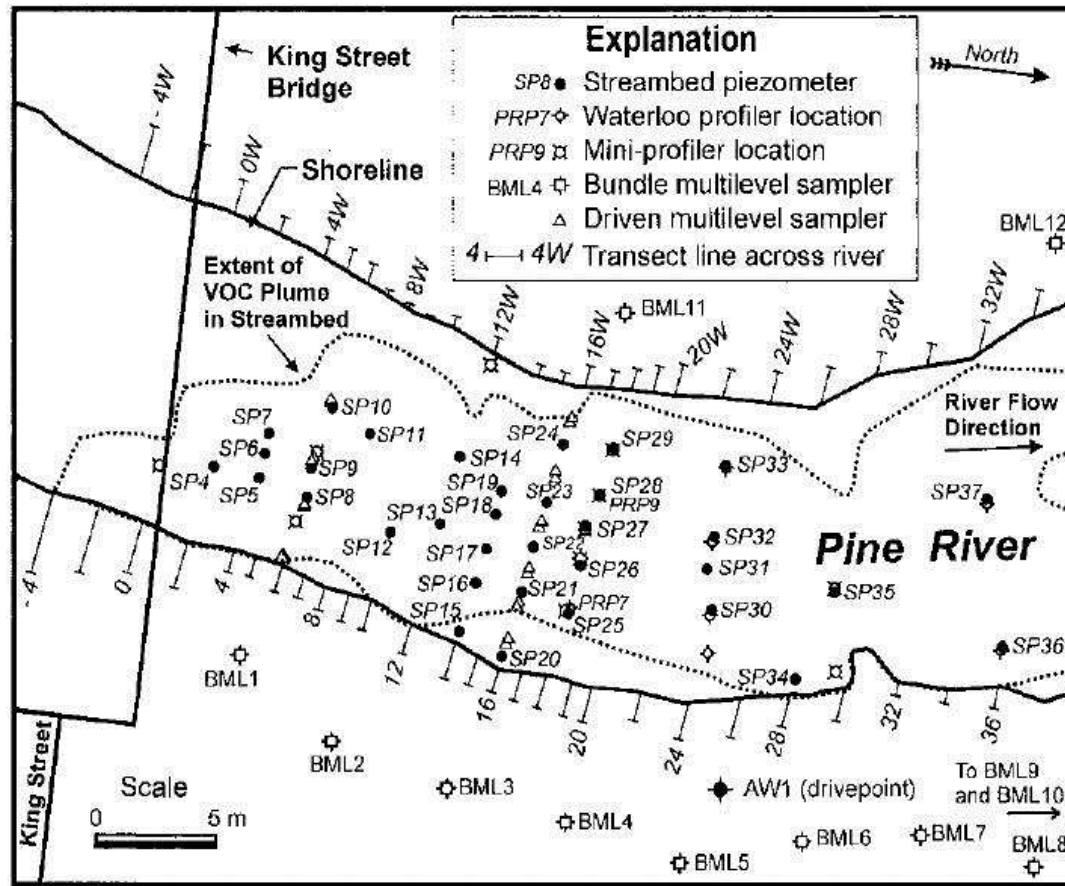 Explanation
SP8 Streambed piezometer
PRP7 Waterloo profiler location
PRP9 Mini-profiler location
BML4 Bundle multilevel sampler
Driven multilevel sampler
4 4W Transect line across river
North
King Street
Bridge
Shoreline
- 4W
0W
4W
8W
12W
16W
20W
24W
28W
32W
BML12
BML11
Extent of
VOC Plume
in Streambed
River Flow
Direction
SP10
SP7
SP11
SP6
SP4
SP5
SP9
SP8
SP14
SP24
SP29
SP33
SP19
SP18
SP23
SP28
PRP9
SP37
SP13
SP12
SP27
SP17
SP22
SP32
Pine River
SP26
SP31
SP16
SP21
PRP7
SP25
SP30
SP35
SP15
SP20
SP34
SP36
- 4
0
4
8
12
16
20
24
28
32
36
BML1
BML2
BML3
BML4
BML5
BML6
BML7
BML8
AW1 (drivepoint)
To BML9
and BML10
King Street
Scale
0 5 m